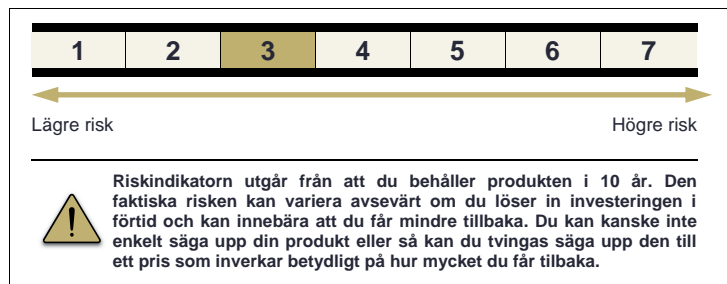 1 2 3 4 5 6 7
Lägre risk Högre risk
Riskindikatorn utgår från att du behåller produkten i 10 år. Den
faktiska risken kan variera avsevärt om du löser in investeringen i
förtid och kan innebära att du får mindre tillbaka. Du kan kanske inte
enkelt säga upp din produkt eller så kan du tvingas säga upp den till
ett pris som inverkar betydligt på hur mycket du får tilbaka.